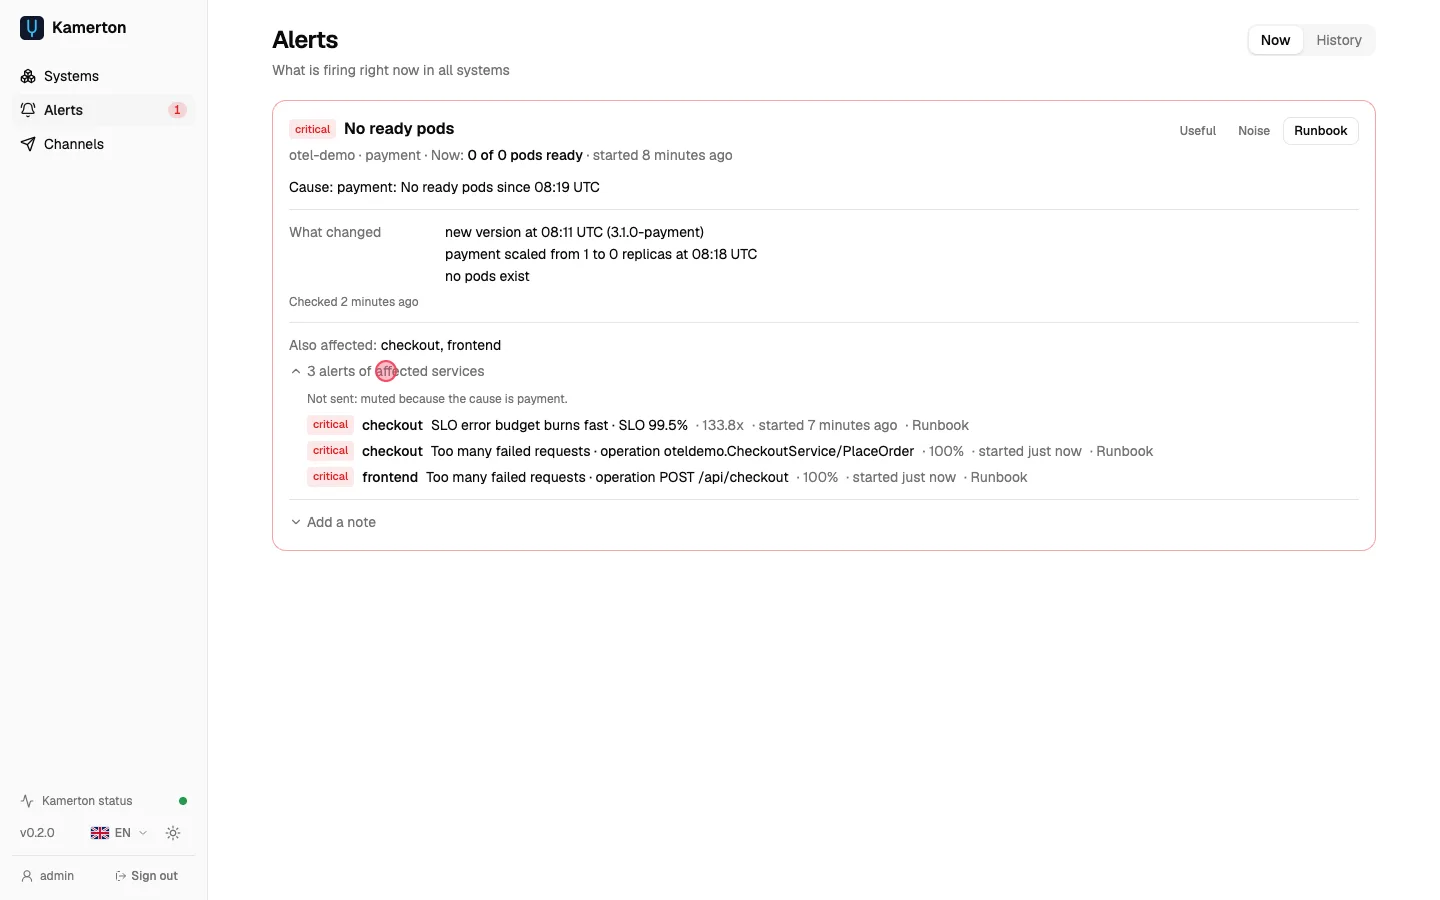 Kamerton
Systems
Alerts 1
Channels
Alerts
What is firing right now in all systems
Now History
critical No ready pods
Useful Noise Runbook
otel-demo · payment · Now: 0 of 0 pods ready · started 8 minutes ago
Cause: payment: No ready pods since 08:19 UTC
What changed new version at 08:11 UTC (3.1.0-payment)
payment scaled from 1 to 0 replicas at 08:18 UTC
no pods exist
Checked 2 minutes ago
Also affected: checkout, frontend
3 alerts of affected services
Not sent: muted because the cause is payment.
critical checkout SLO error budget burns fast · SLO 99.5% · 133.8x · started 7 minutes ago · Runbook
critical checkout Too many failed requests · operation oteldemo.CheckoutService/PlaceOrder · 100% · started just now · Runbook
critical frontend Too many failed requests · operation POST /api/checkout · 100% · started just now · Runbook
Add a note
Kamerton status
v0.2.0 EN
admin Sign out